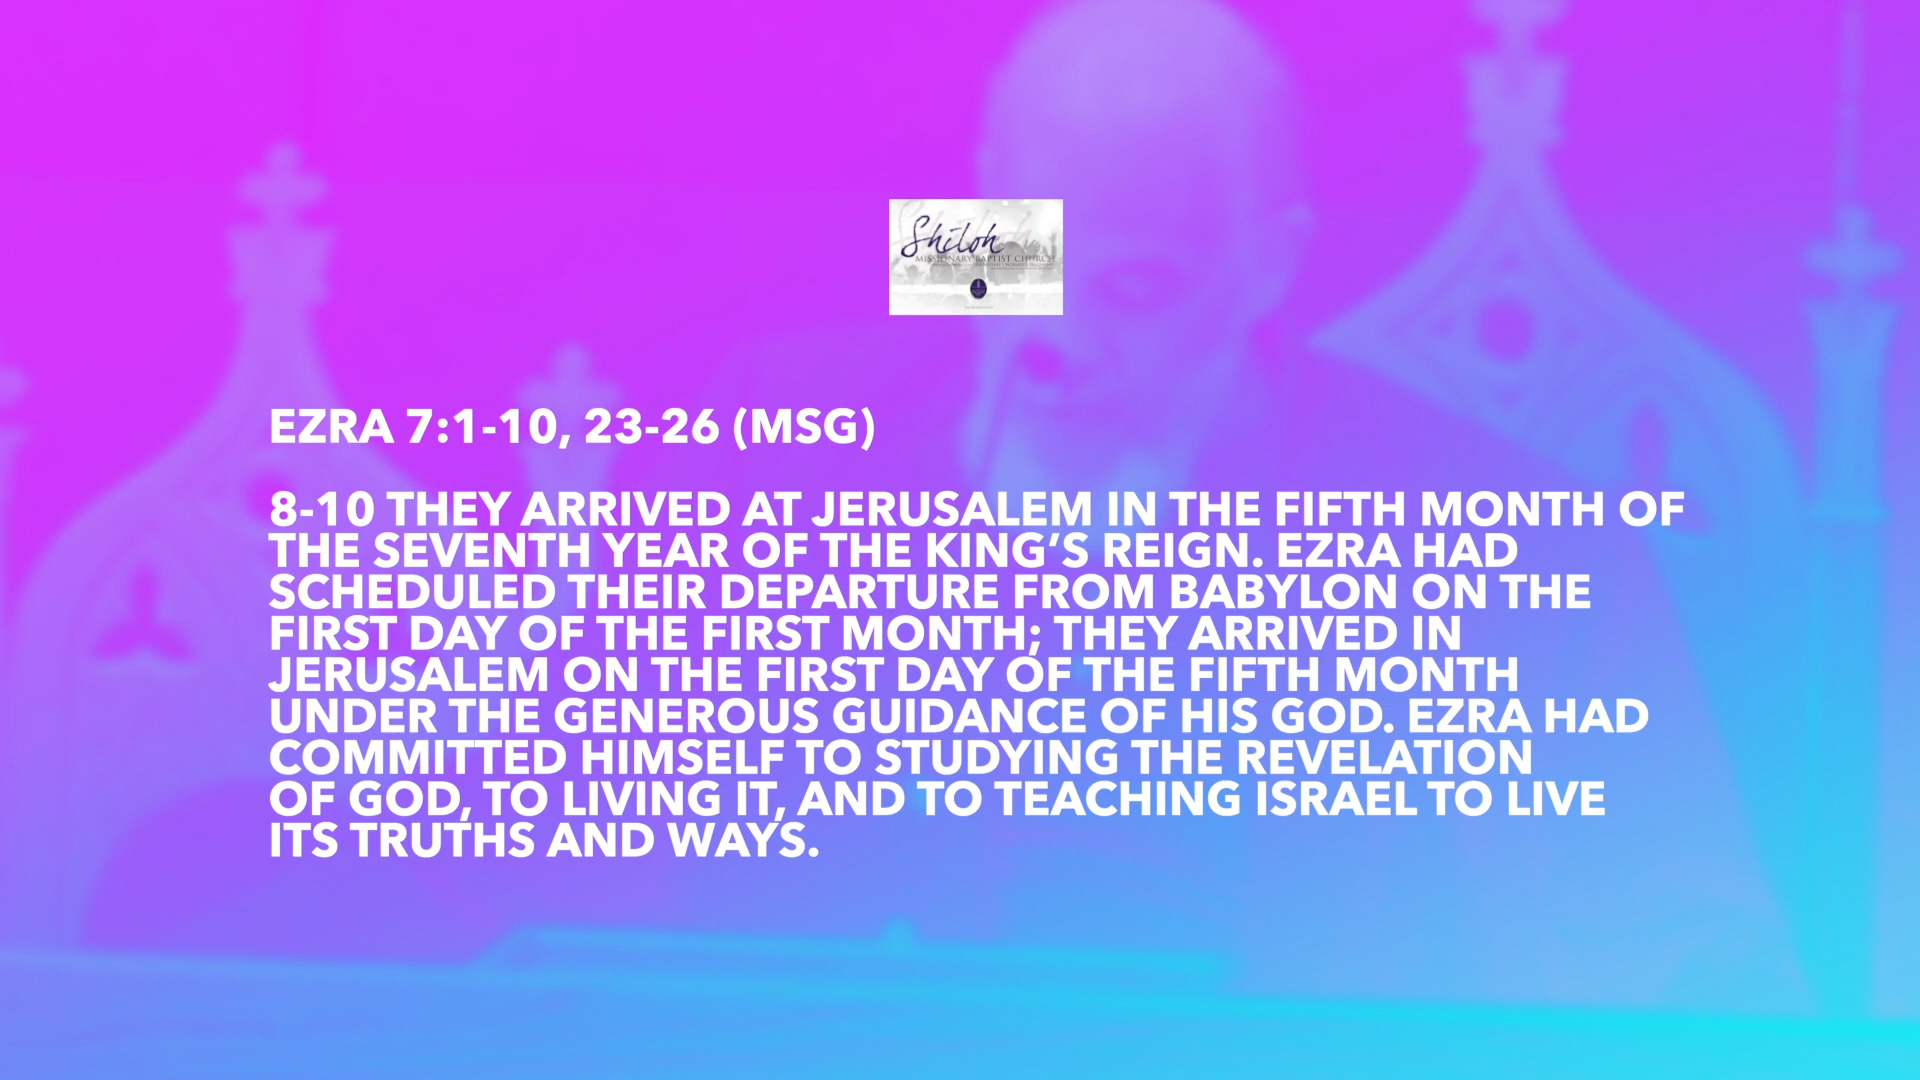 Shiloh
MISSIONARY BAPTIST CHURCH
EZRA 7:1-10, 23-26 (MSG)
8-10 THEY ARRIVED AT JERUSALEM IN THE FIFTH MONTH OF
THE SEVENTH YEAR OF THE KING’S REIGN. EZRA HAD
SCHEDULED THEIR DEPARTURE FROM BABYLON ON THE
FIRST DAY OF THE FIRST MONTH; THEY ARRIVED IN
JERUSALEM ON THE FIRST DAY OF THE FIFTH MONTH
UNDER THE GENEROUS GUIDANCE OF HIS GOD. EZRA HAD
COMMITTED HIMSELF TO STUDYING THE REVELATION
OF GOD, TO LIVING IT, AND TO TEACHING ISRAEL TO LIVE
ITS TRUTHS AND WAYS.